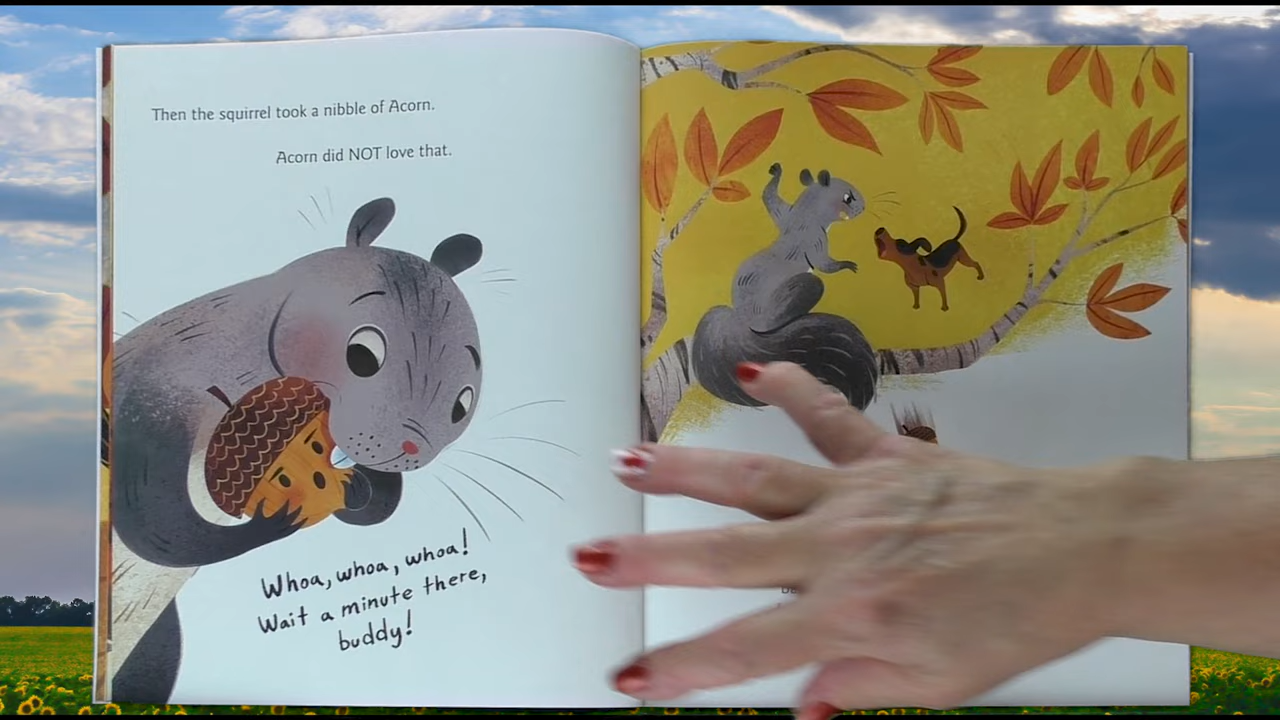 Then the squirrel took a nibble of Acorn.
Acorn did NOT love that.
Whoa, whoa, whoa!
Wait a minute there,
buddy!